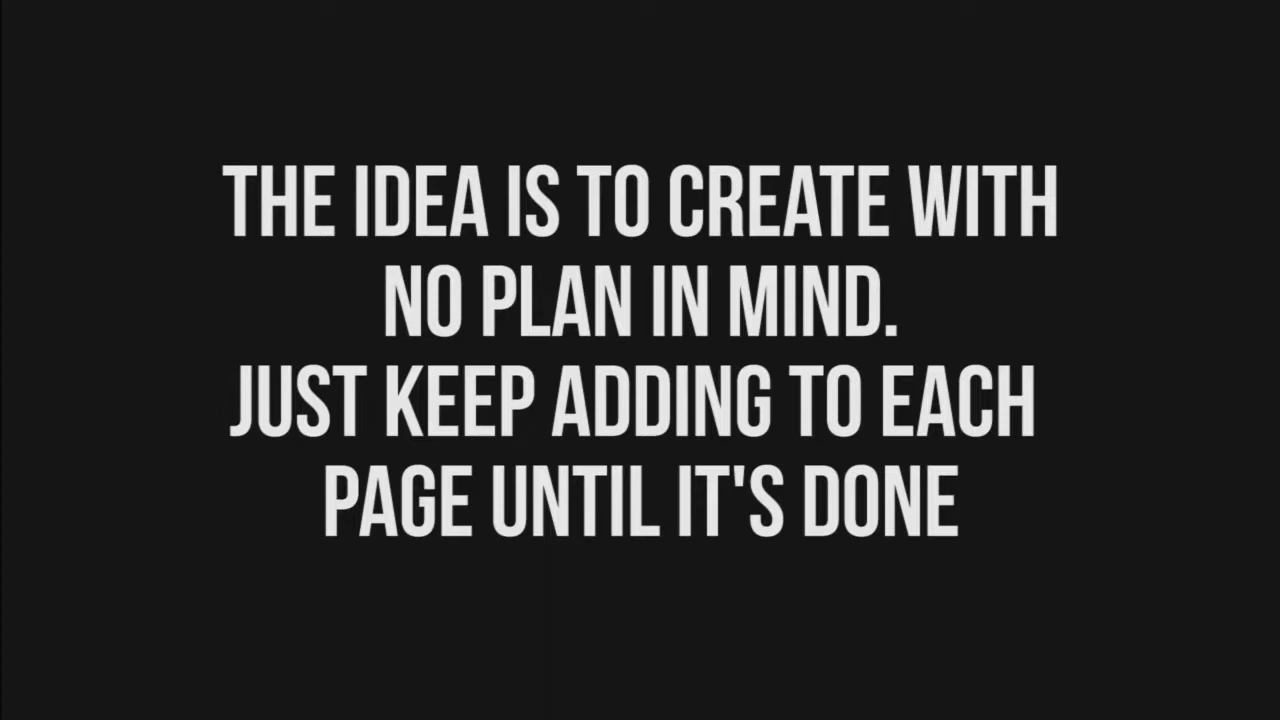 THE IDEA IS TO CREATE WITH
NO PLAN IN MIND.
JUST KEEP ADDING TO EACH
PAGE UNTIL IT'S DONE